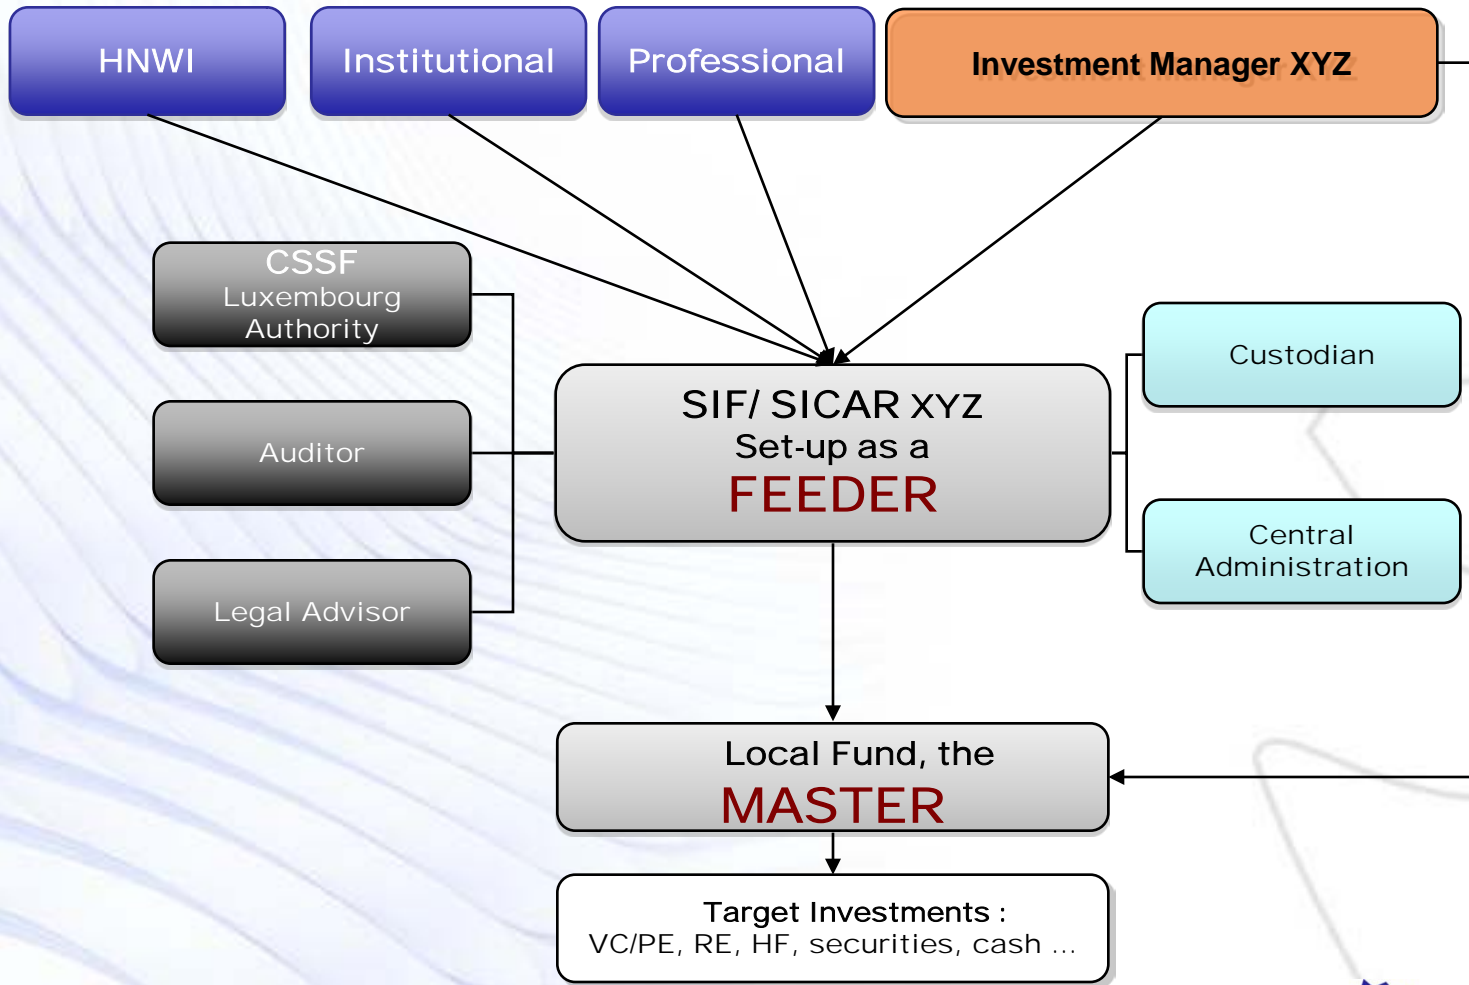 HNWI
Institutional
Professional
Investment Manager XYZ
CSSF
Luxembourg
Authority
Auditor
Legal Advisor
SIF/ SICAR XYZ
Set-up as a
FEEDER
Custodian
Central
Administration
Local Fund, the
MASTER
Target Investments :
VC/PE, RE, HF, securities, cash ...